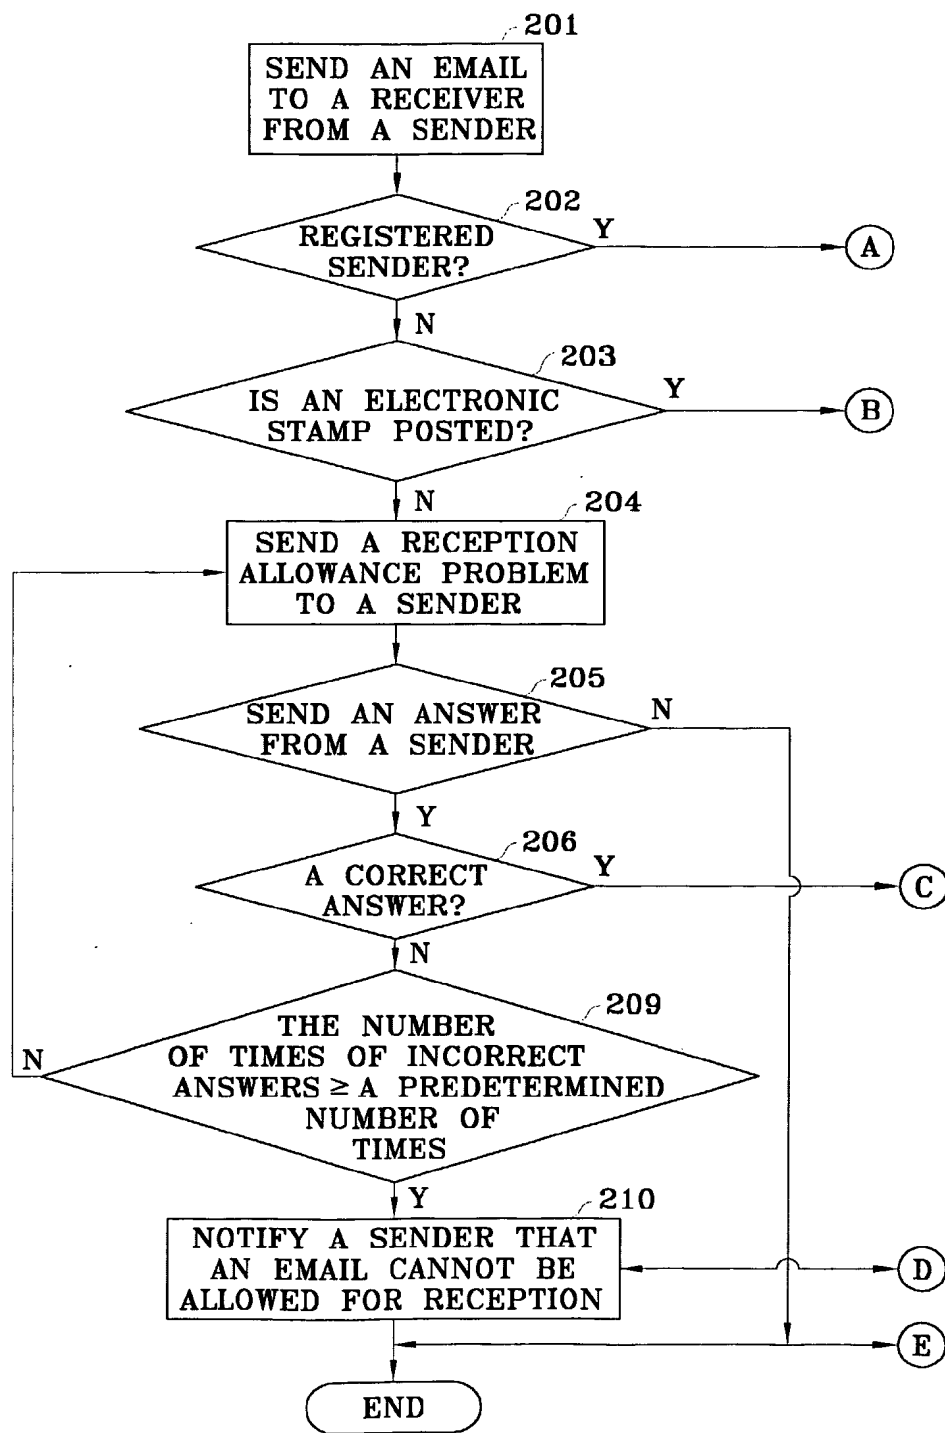 201
SEND AN EMAIL
TO A RECEIVER
FROM A SENDER
202
REGISTERED
SENDER?
Y
A
N
203
IS AN ELECTRONIC
STAMP POSTED?
Y
B
N
204
SEND A RECEPTION
ALLOWANCE PROBLEM
TO A SENDER
205
SEND AN ANSWER
FROM A SENDER
N
Y
206
A CORRECT
ANSWER?
Y
C
N
209
THE NUMBER
OF TIMES OF INCORRECT
ANSWERS ≥ A PREDETERMINED
NUMBER OF
TIMES
N
Y
210
NOTIFY A SENDER THAT
AN EMAIL CANNOT BE
ALLOWED FOR RECEPTION
D
E
END